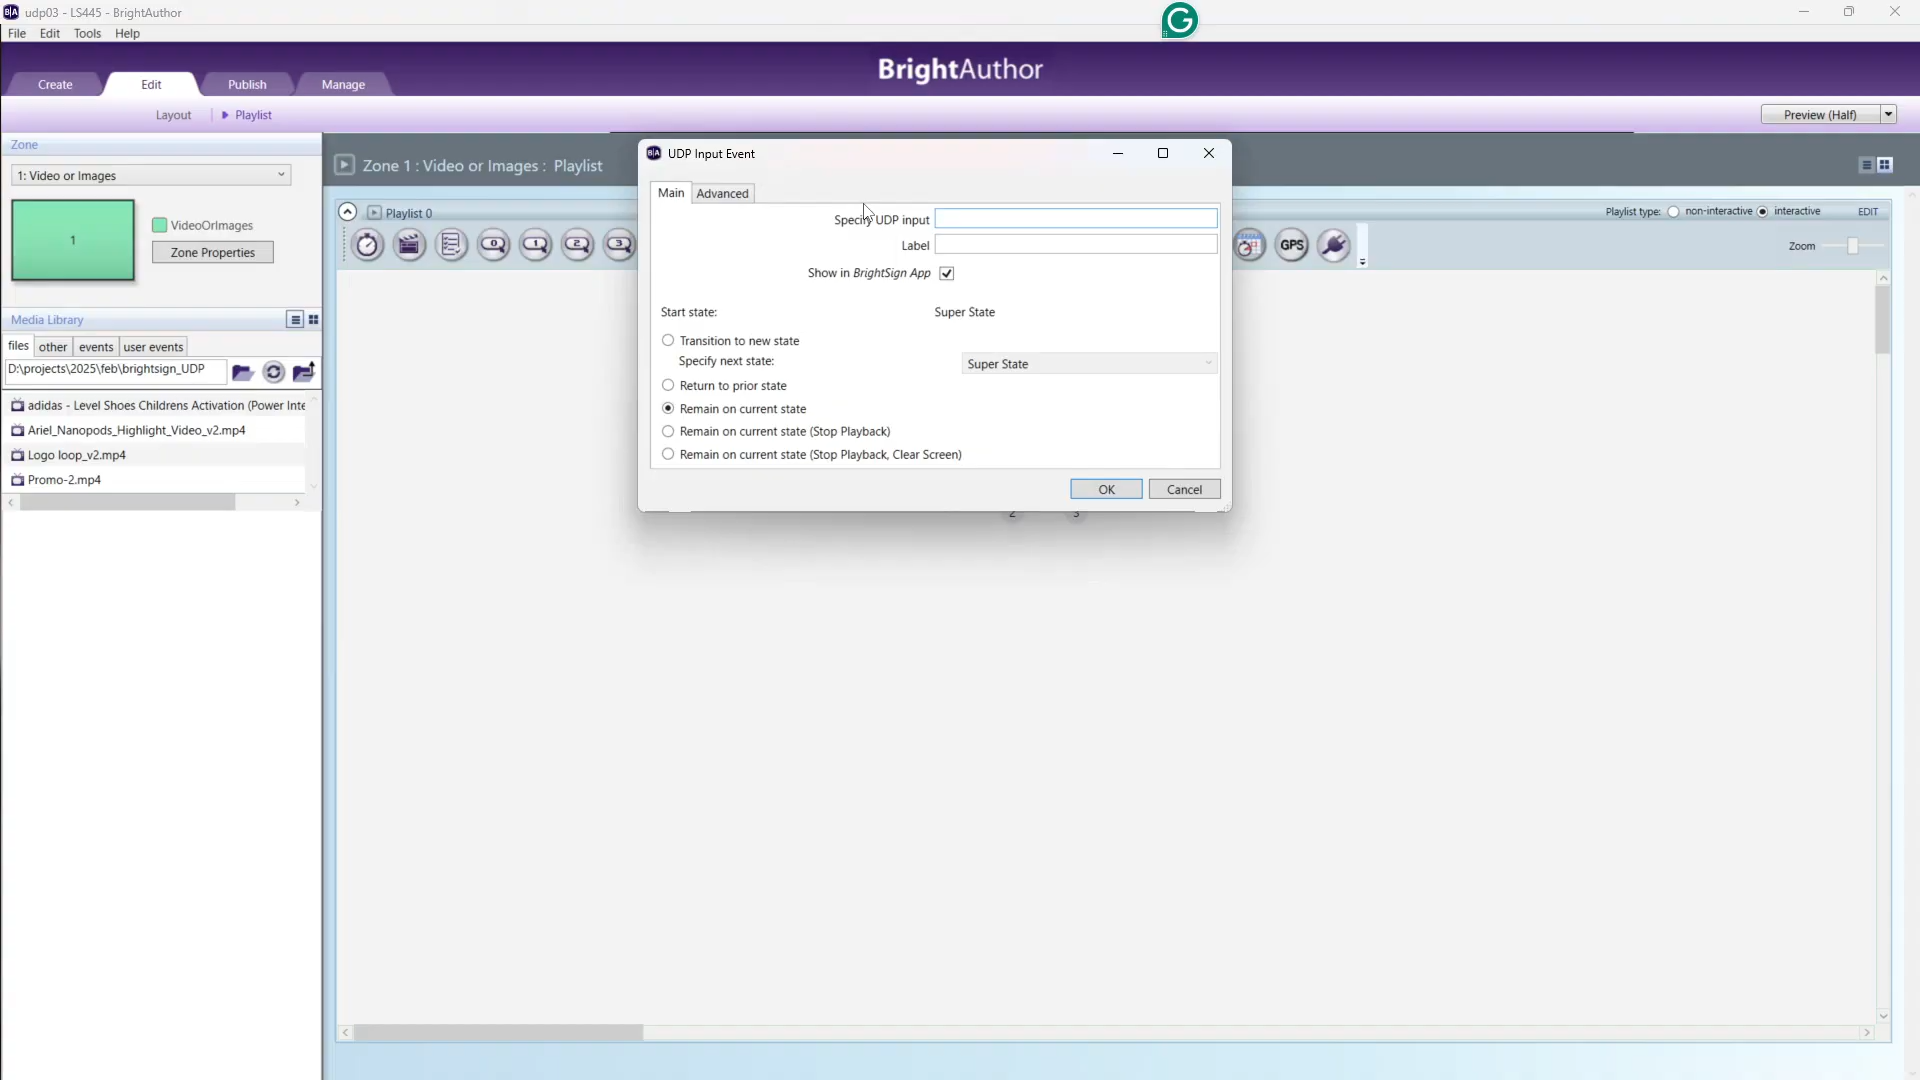 udp03 - LS445 - BrightAuthor
File Edit Tools Help
BrightAuthor
Create Edit Publish Manage
Layout Playlist
Preview (Half)
Zone
1: Video or Images
1
VideoOrImages
Zone Properties
Zone 1 : Video or Images : Playlist
Playlist 0
Playlist type: non-interactive interactive EDIT
0 1 2 3
GPS
Zoom
Media Library
files other events user events
D:\projects\2025\feb\brightsign_UDP
adidas - Level Shoes Childrens Activation (Power Inte
Ariel_Nanopods_Highlight_Video_v2.mp4
Logo loop_v2.mp4
Promo-2.mp4
UDP Input Event
Main Advanced
Specify UDP input
Label
Show in BrightSign App
Start state: Super State
Transition to new state
Specify next state: Super State
Return to prior state
Remain on current state
Remain on current state (Stop Playback)
Remain on current state (Stop Playback, Clear Screen)
OK Cancel
2 3